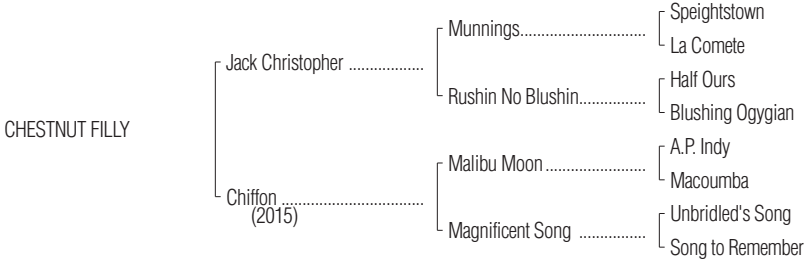 Speightstown
Munnings..............................
La Comete
Jack Christopher ..................
Half Ours
Rushin No Blushin................
Blushing Ogygian
CHESTNUT FILLY
A.P. Indy
Malibu Moon........................
Macoumba
Chiffon ..................................
(2015)
Unbridled's Song
Magnificent Song ................
Song to Remember